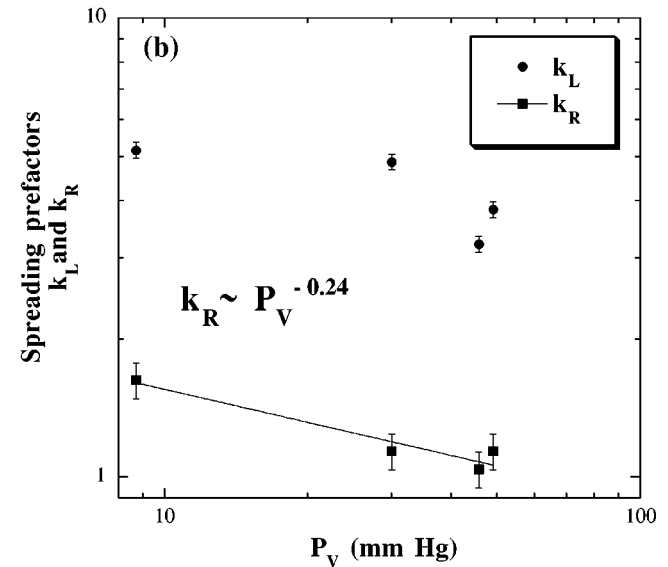 10
(b)
k_L
k_R
Spreading prefactors
k_L and k_R
k_R ~ P_V^-0.24
1
10
100
P_V (mm Hg)